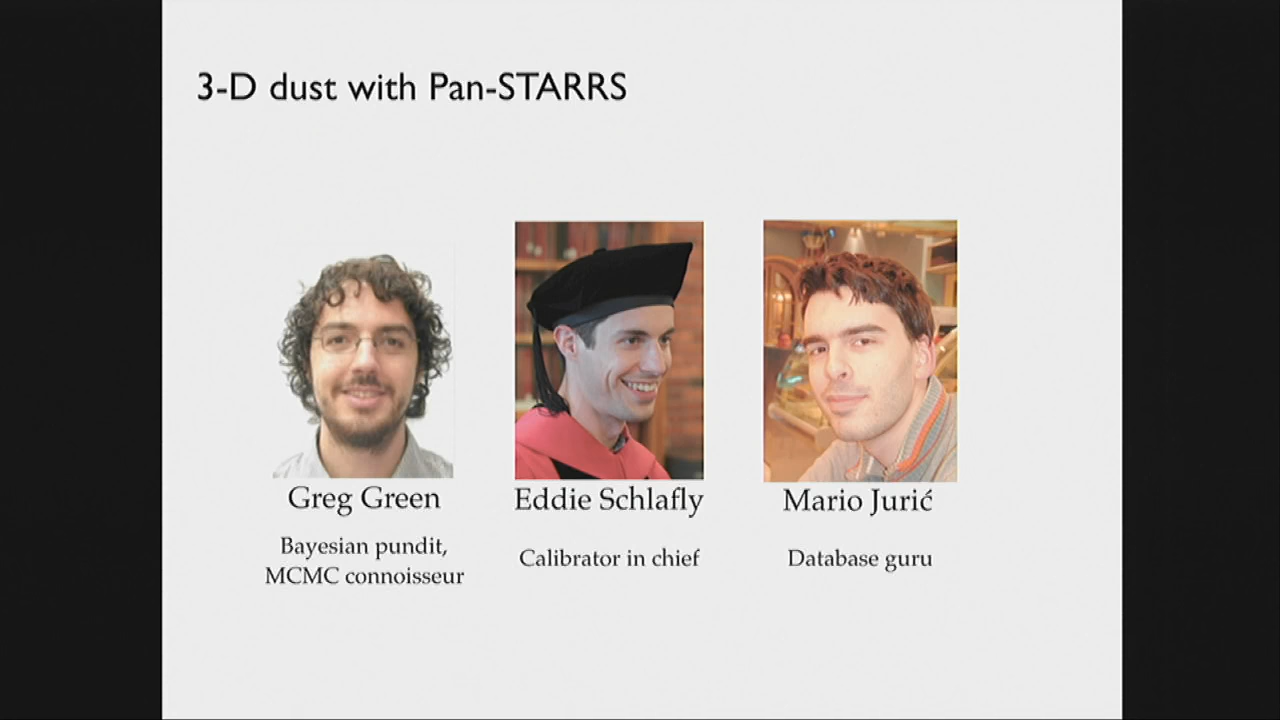 3-D dust with Pan-STARRS
Greg Green
Bayesian pundit,
MCMC connoisseur
Eddie Schlafly
Calibrator in chief
Mario Jurić
Database guru